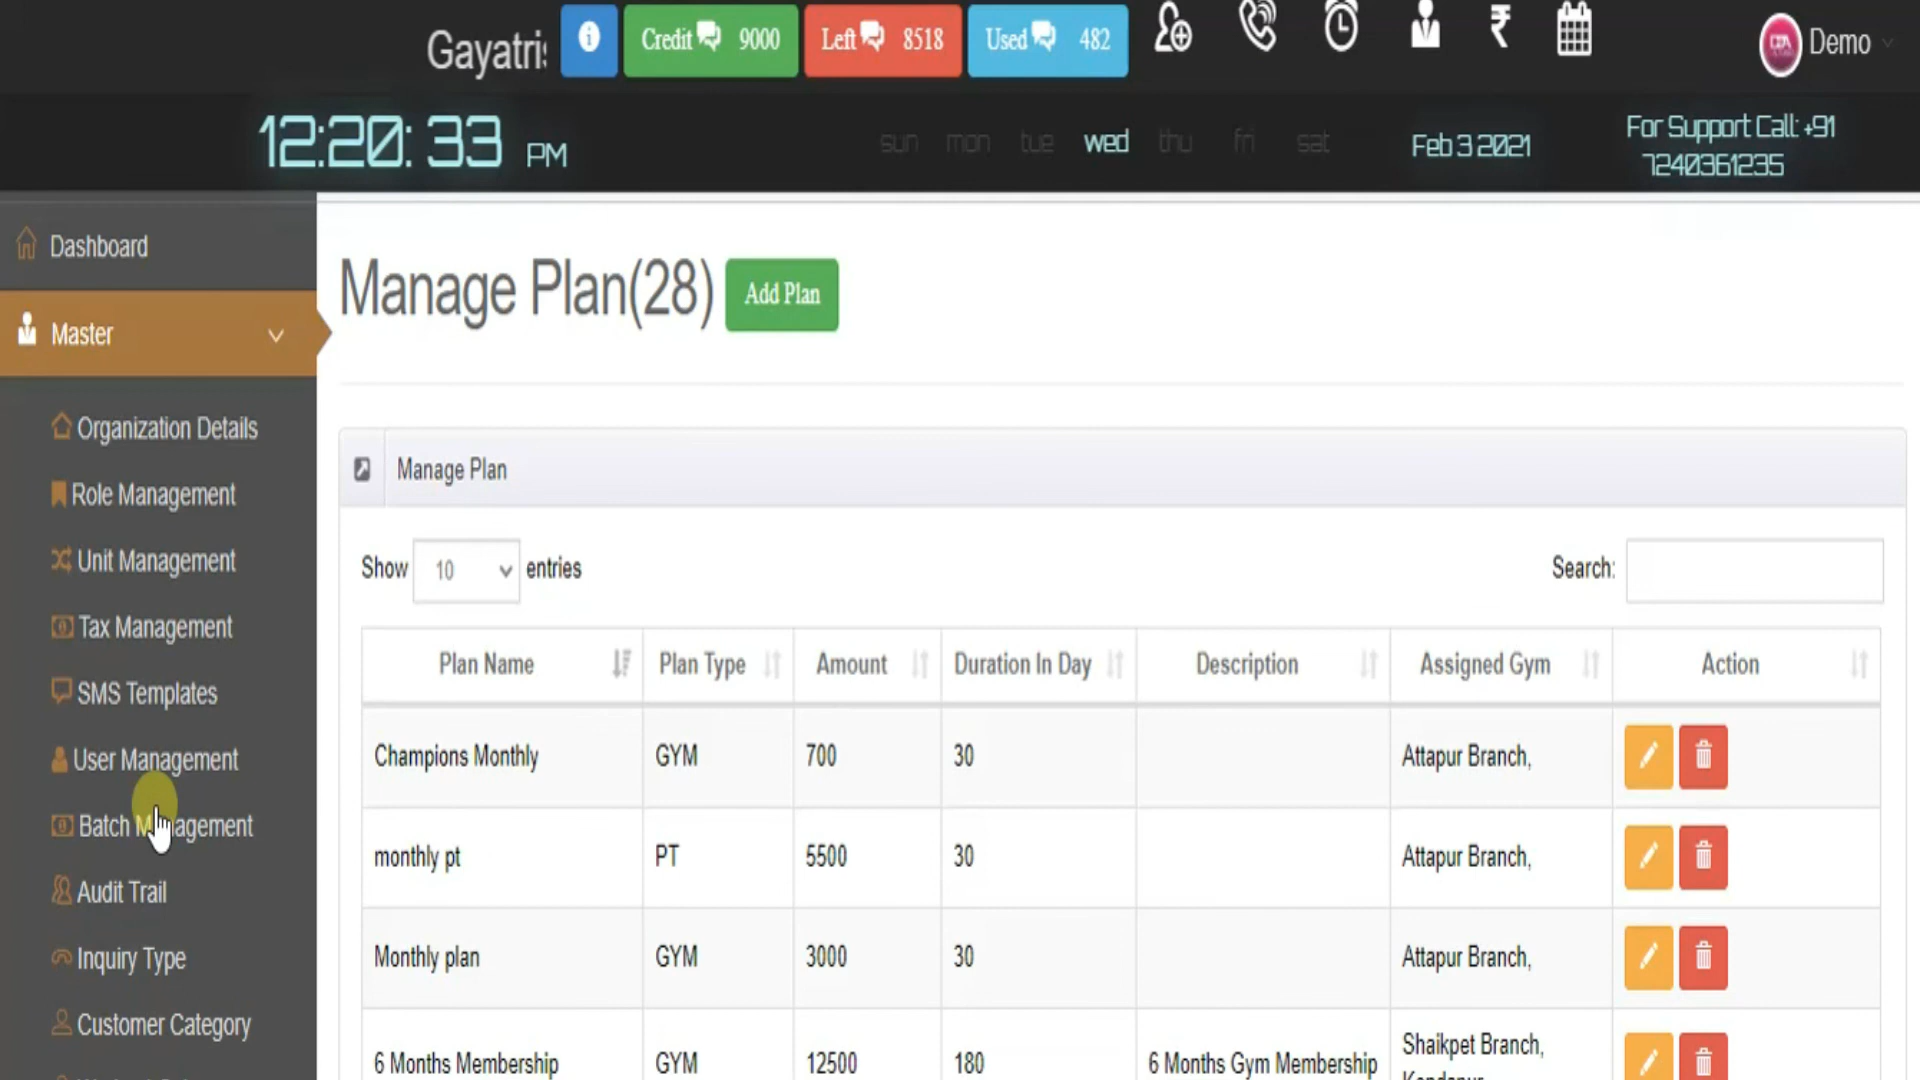 Gayatri
Credit 9000
Left 8518
Used 482
Demo
12:20: 33 PM
sun mon tue wed thu fri sat
Feb 3 2021
For Support Call: +91
7240361235
Dashboard
Master
Organization Details
Role Management
Unit Management
Tax Management
SMS Templates
User Management
Batch Management
Audit Trail
Inquiry Type
Customer Category
Manage Plan(28)
Add Plan
Manage Plan
Show 10 entries
Search:
Plan Name Plan Type Amount Duration In Day Description Assigned Gym Action
Champions Monthly GYM 700 30 Attapur Branch,
monthly pt PT 5500 30 Attapur Branch,
Monthly plan GYM 3000 30 Attapur Branch,
6 Months Membership GYM 12500 180 6 Months Gym Membership Shaikpet Branch,